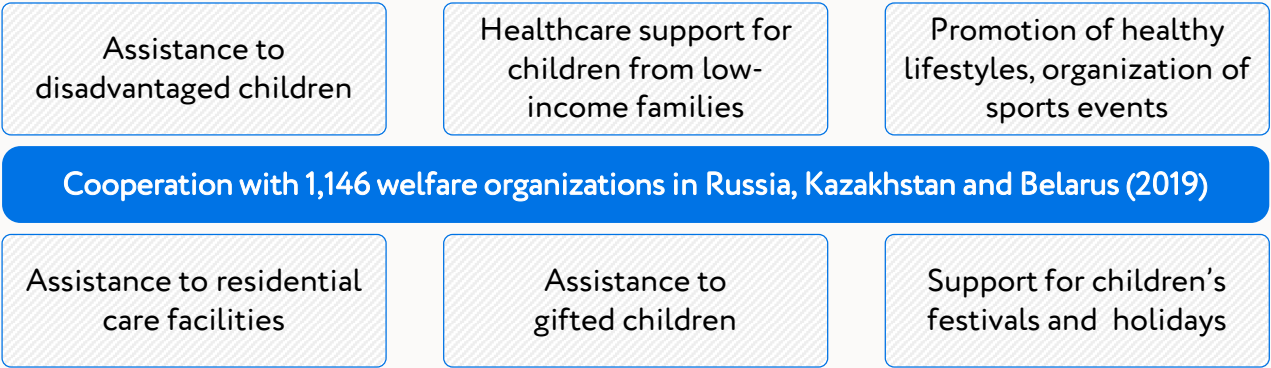 Assistance to
disadvantaged children
Healthcare support for
children from low-
income families
Promotion of healthy
lifestyles, organization of
sports events
Cooperation with 1,146 welfare organizations in Russia, Kazakhstan and Belarus (2019)
Assistance to residential
care facilities
Assistance to
gifted children
Support for children’s
festivals and holidays